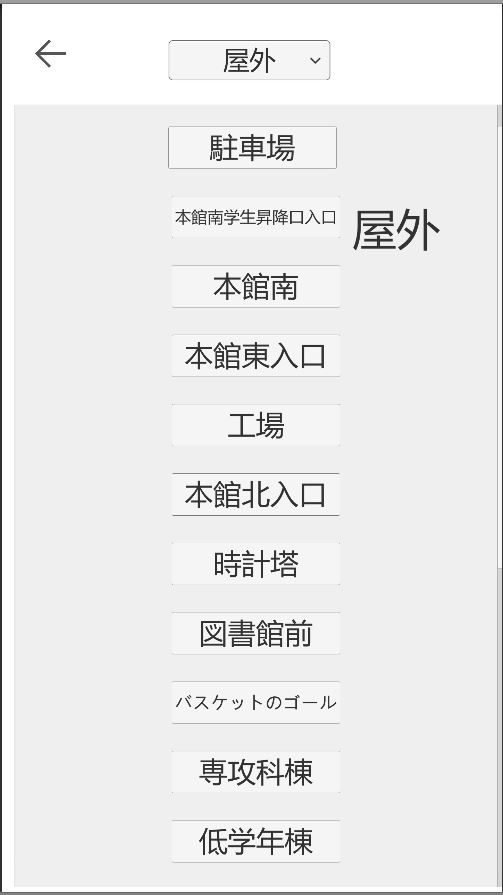 屋外
駐車場
本館南学生昇降口入口
屋外
本館南
本館東入口
工場
本館北入口
時計塔
図書館前
バスケットのゴール
専攻科棟
低学年棟